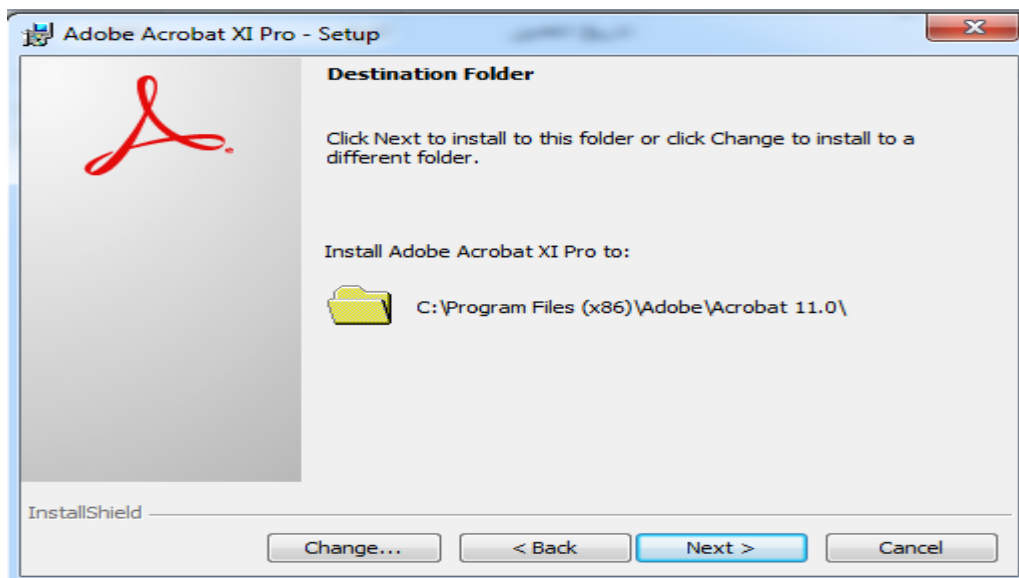 Adobe Acrobat XI Pro - Setup
Destination Folder
Click Next to install to this folder or click Change to install to a
different folder.
Install Adobe Acrobat XI Pro to:
C:\Program Files (x86)\Adobe\Acrobat 11.0\
InstallShield
Change...
< Back
Next >
Cancel